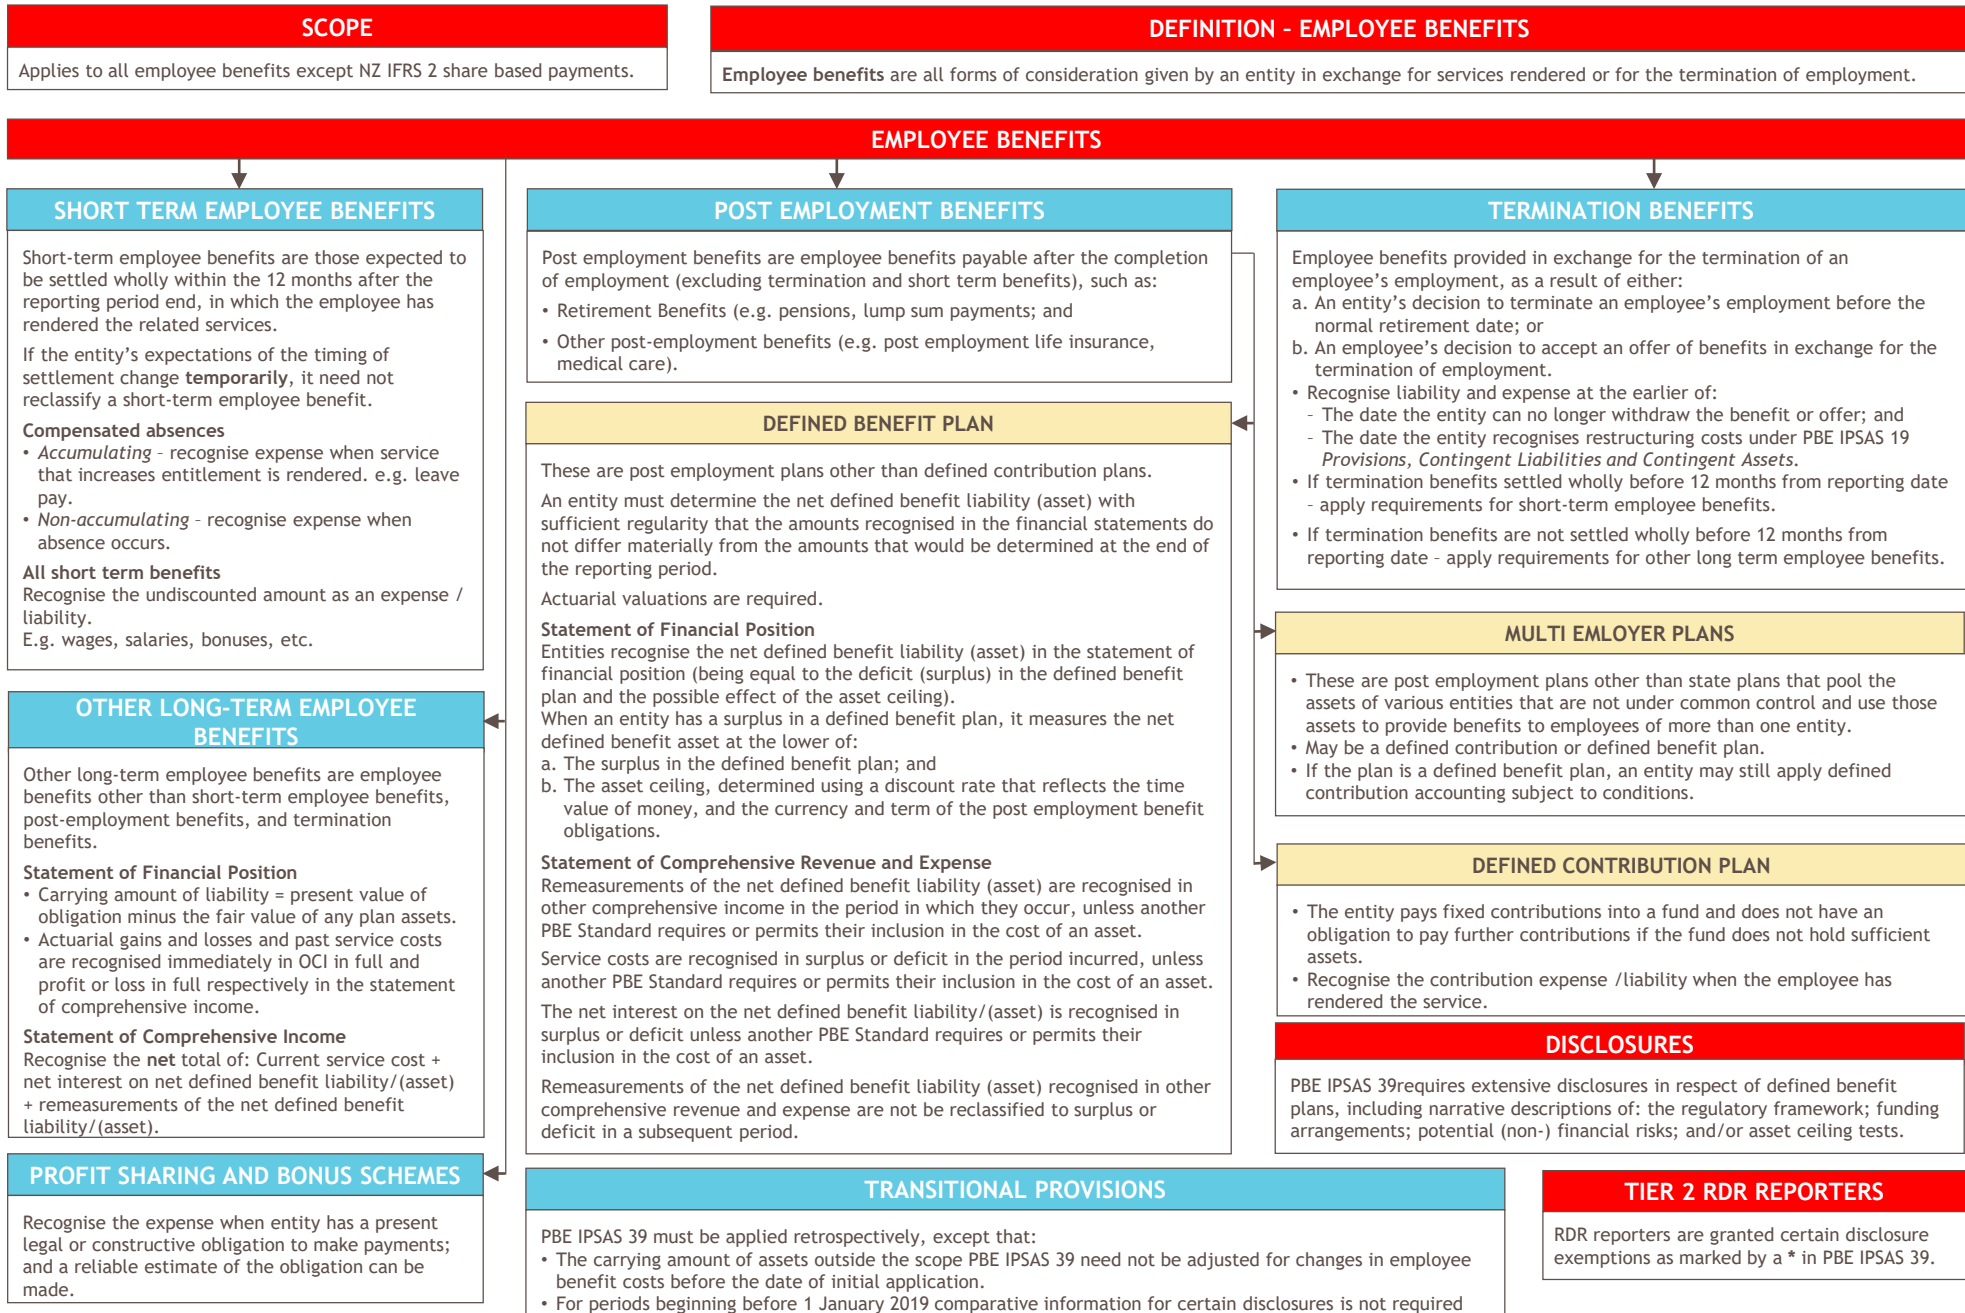 SCOPE
Applies to all employee benefits except NZ IFRS 2 share based payments.
DEFINITION – EMPLOYEE BENEFITS
Employee benefits are all forms of consideration given by an entity in exchange for services rendered or for the termination of employment.
EMPLOYEE BENEFITS
SHORT TERM EMPLOYEE BENEFITS
Short-term employee benefits are those expected to
be settled wholly within the 12 months after the
reporting period end, in which the employee has
rendered the related services.
If the entity's expectations of the timing of
settlement change temporarily, it need not
reclassify a short-term employee benefit.
Compensated absences
• Accumulating – recognise expense when service
that increases entitlement is rendered. e.g. leave
pay.
• Non-accumulating – recognise expense when
absence occurs.
All short term benefits
Recognise the undiscounted amount as an expense /
liability.
E.g. wages, salaries, bonuses, etc.
OTHER LONG-TERM EMPLOYEE
BENEFITS
Other long-term employee benefits are employee
benefits other than short-term employee benefits,
post-employment benefits, and termination
benefits.
Statement of Financial Position
• Carrying amount of liability = present value of
obligation minus the fair value of any plan assets.
• Actuarial gains and losses and past service costs
are recognised immediately in OCI in full and
profit or loss in full respectively in the statement
of comprehensive income.
Statement of Comprehensive Income
Recognise the net total of: Current service cost +
net interest on net defined benefit liability/(asset)
+ remeasurements of the net defined benefit
liability/(asset).
PROFIT SHARING AND BONUS SCHEMES
Recognise the expense when entity has a present
legal or constructive obligation to make payments;
and a reliable estimate of the obligation can be
made.
POST EMPLOYMENT BENEFITS
Post employment benefits are employee benefits payable after the completion
of employment (excluding termination and short term benefits), such as:
• Retirement Benefits (e.g. pensions, lump sum payments; and
• Other post-employment benefits (e.g. post employment life insurance,
medical care).
DEFINED BENEFIT PLAN
These are post employment plans other than defined contribution plans.
An entity must determine the net defined benefit liability (asset) with
sufficient regularity that the amounts recognised in the financial statements do
not differ materially from the amounts that would be determined at the end of
the reporting period.
Actuarial valuations are required.
Statement of Financial Position
Entities recognise the net defined benefit liability (asset) in the statement of
financial position (being equal to the deficit (surplus) in the defined benefit
plan and the possible effect of the asset ceiling).
When an entity has a surplus in a defined benefit plan, it measures the net
defined benefit asset at the lower of:
a. The surplus in the defined benefit plan; and
b. The asset ceiling, determined using a discount rate that reflects the time
value of money, and the currency and term of the post employment benefit
obligations.
Statement of Comprehensive Revenue and Expense
Remeasurements of the net defined benefit liability (asset) are recognised in
other comprehensive income in the period in which they occur, unless another
PBE Standard requires or permits their inclusion in the cost of an asset.
Service costs are recognised in surplus or deficit in the period incurred, unless
another PBE Standard requires or permits their inclusion in the cost of an asset.
The net interest on the net defined benefit liability/(asset) is recognised in
surplus or deficit unless another PBE Standard requires or permits their
inclusion in the cost of an asset.
Remeasurements of the net defined benefit liability (asset) recognised in other
comprehensive revenue and expense are not be reclassified to surplus or
deficit in a subsequent period.
TRANSITIONAL PROVISIONS
PBE IPSAS 39 must be applied retrospectively, except that:
• The carrying amount of assets outside the scope PBE IPSAS 39 need not be adjusted for changes in employee
benefit costs before the date of initial application.
• For periods beginning before 1 January 2019 comparative information for certain disclosures is not required
TERMINATION BENEFITS
Employee benefits provided in exchange for the termination of an
employee's employment, as a result of either:
a. An entity's decision to terminate an employee's employment before the
normal retirement date; or
b. An employee's decision to accept an offer of benefits in exchange for the
termination of employment.
• Recognise liability and expense at the earlier of:
– The date the entity can no longer withdraw the benefit or offer; and
– The date the entity recognises restructuring costs under PBE IPSAS 19
Provisions, Contingent Liabilities and Contingent Assets.
• If termination benefits settled wholly before 12 months from reporting date
– apply requirements for short-term employee benefits.
• If termination benefits are not settled wholly before 12 months from
reporting date – apply requirements for other long term employee benefits.
MULTI EMLOYER PLANS
• These are post employment plans other than state plans that pool the
assets of various entities that are not under common control and use those
assets to provide benefits to employees of more than one entity.
• May be a defined contribution or defined benefit plan.
• If the plan is a defined benefit plan, an entity may still apply defined
contribution accounting subject to conditions.
DEFINED CONTRIBUTION PLAN
• The entity pays fixed contributions into a fund and does not have an
obligation to pay further contributions if the fund does not hold sufficient
assets.
• Recognise the contribution expense /liability when the employee has
rendered the service.
DISCLOSURES
PBE IPSAS 39requires extensive disclosures in respect of defined benefit
plans, including narrative descriptions of: the regulatory framework; funding
arrangements; potential (non-) financial risks; and/or asset ceiling tests.
TIER 2 RDR REPORTERS
RDR reporters are granted certain disclosure
exemptions as marked by a * in PBE IPSAS 39.